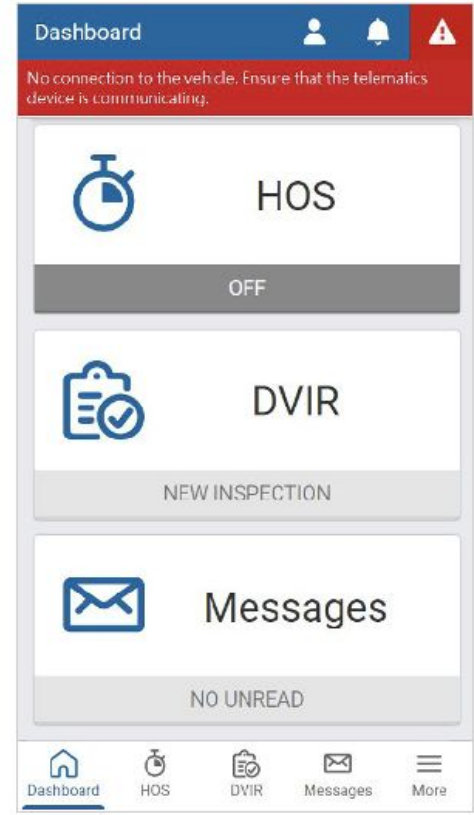 Dashboard
No connection to the vehicle. Ensure that the telematics
device is communicating.
HOS
OFF
DVIR
NEW INSPECTION
Messages
NO UNREAD
Dashboard HOS DVIR Messages More